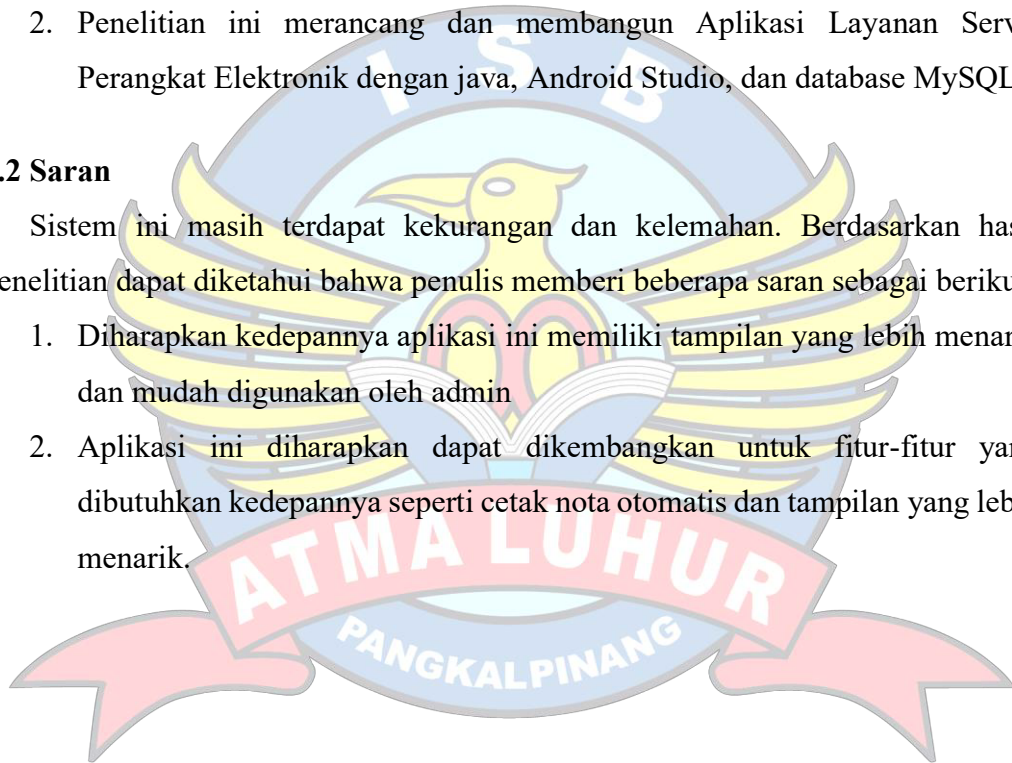 2. Penelitian ini merancang dan membangun Aplikasi Layanan Serv
Perangkat Elektronik dengan java, Android Studio, dan database MySQL
.2 Saran
Sistem ini masih terdapat kekurangan dan kelemahan. Berdasarkan has
enelitian dapat diketahui bahwa penulis memberi beberapa saran sebagai beriku
1. Diharapkan kedepannya aplikasi ini memiliki tampilan yang lebih menar
dan mudah digunakan oleh admin
2. Aplikasi ini diharapkan dapat dikembangkan untuk fitur-fitur yan
dibutuhkan kedepannya seperti cetak nota otomatis dan tampilan yang leb
menarik.
I S B
ATMA LUHUR
PANGKALPINANG